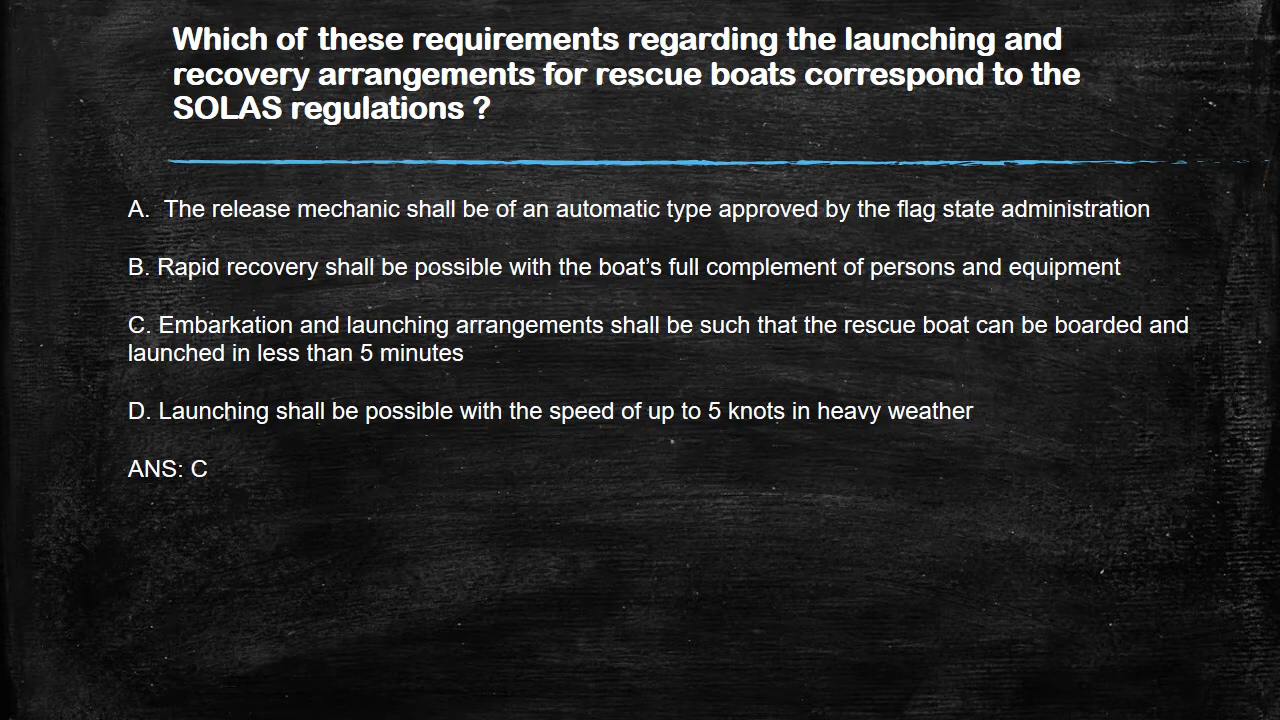 Which of these requirements regarding the launching and
recovery arrangements for rescue boats correspond to the
SOLAS regulations ?
A. The release mechanic shall be of an automatic type approved by the flag state administration
B. Rapid recovery shall be possible with the boat’s full complement of persons and equipment
C. Embarkation and launching arrangements shall be such that the rescue boat can be boarded and
launched in less than 5 minutes
D. Launching shall be possible with the speed of up to 5 knots in heavy weather
ANS: C